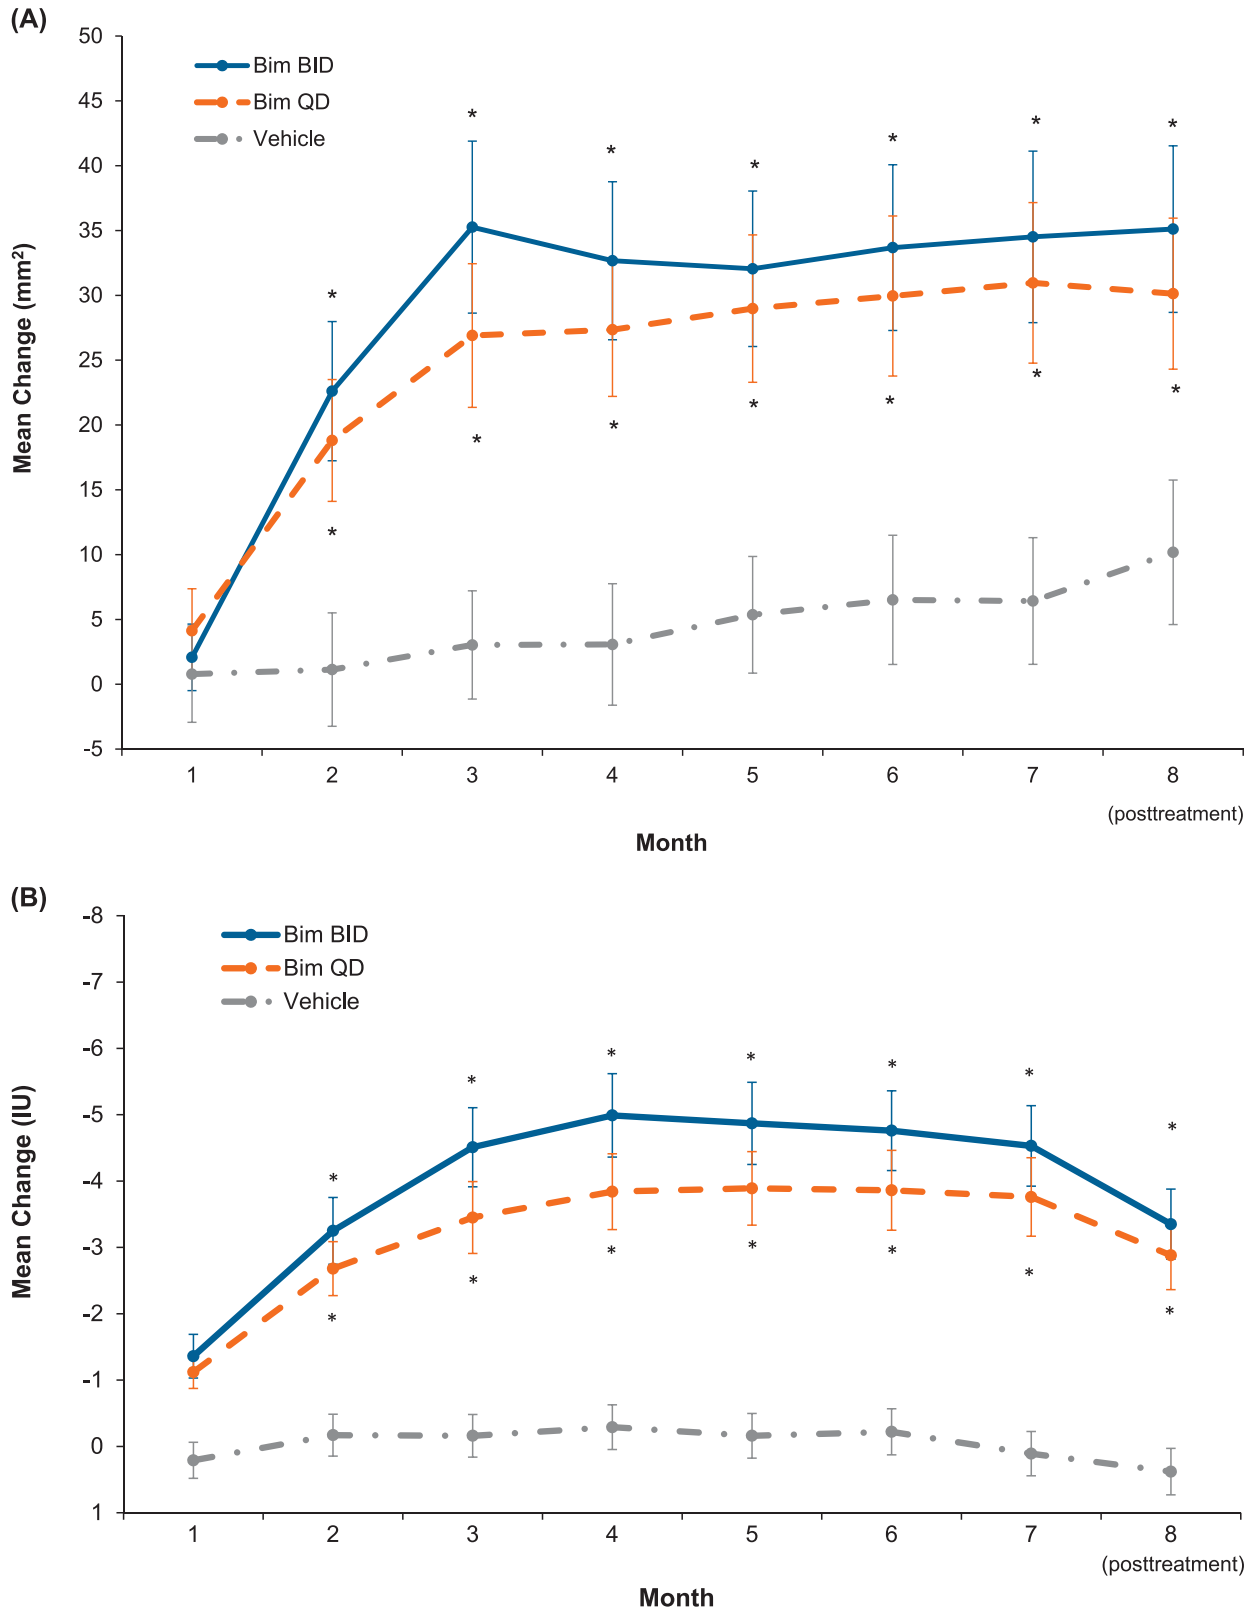 (A)
50
45
40
35
30
25
20
15
10
5
0
-5
Mean Change (mm²)
Bim BID
Bim QD
Vehicle
* * * * * * *
* * * * * * *
1 2 3 4 5 6 7 8
(posttreatment)
Month
(B)
-8
-7
-6
-5
-4
-3
-2
-1
0
1
Mean Change (IU)
Bim BID
Bim QD
Vehicle
* * * * * * *
* * * * * * *
1 2 3 4 5 6 7 8
(posttreatment)
Month